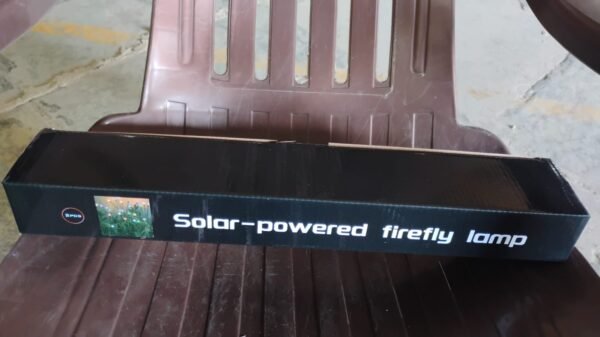 Solar-powered firefly lamp